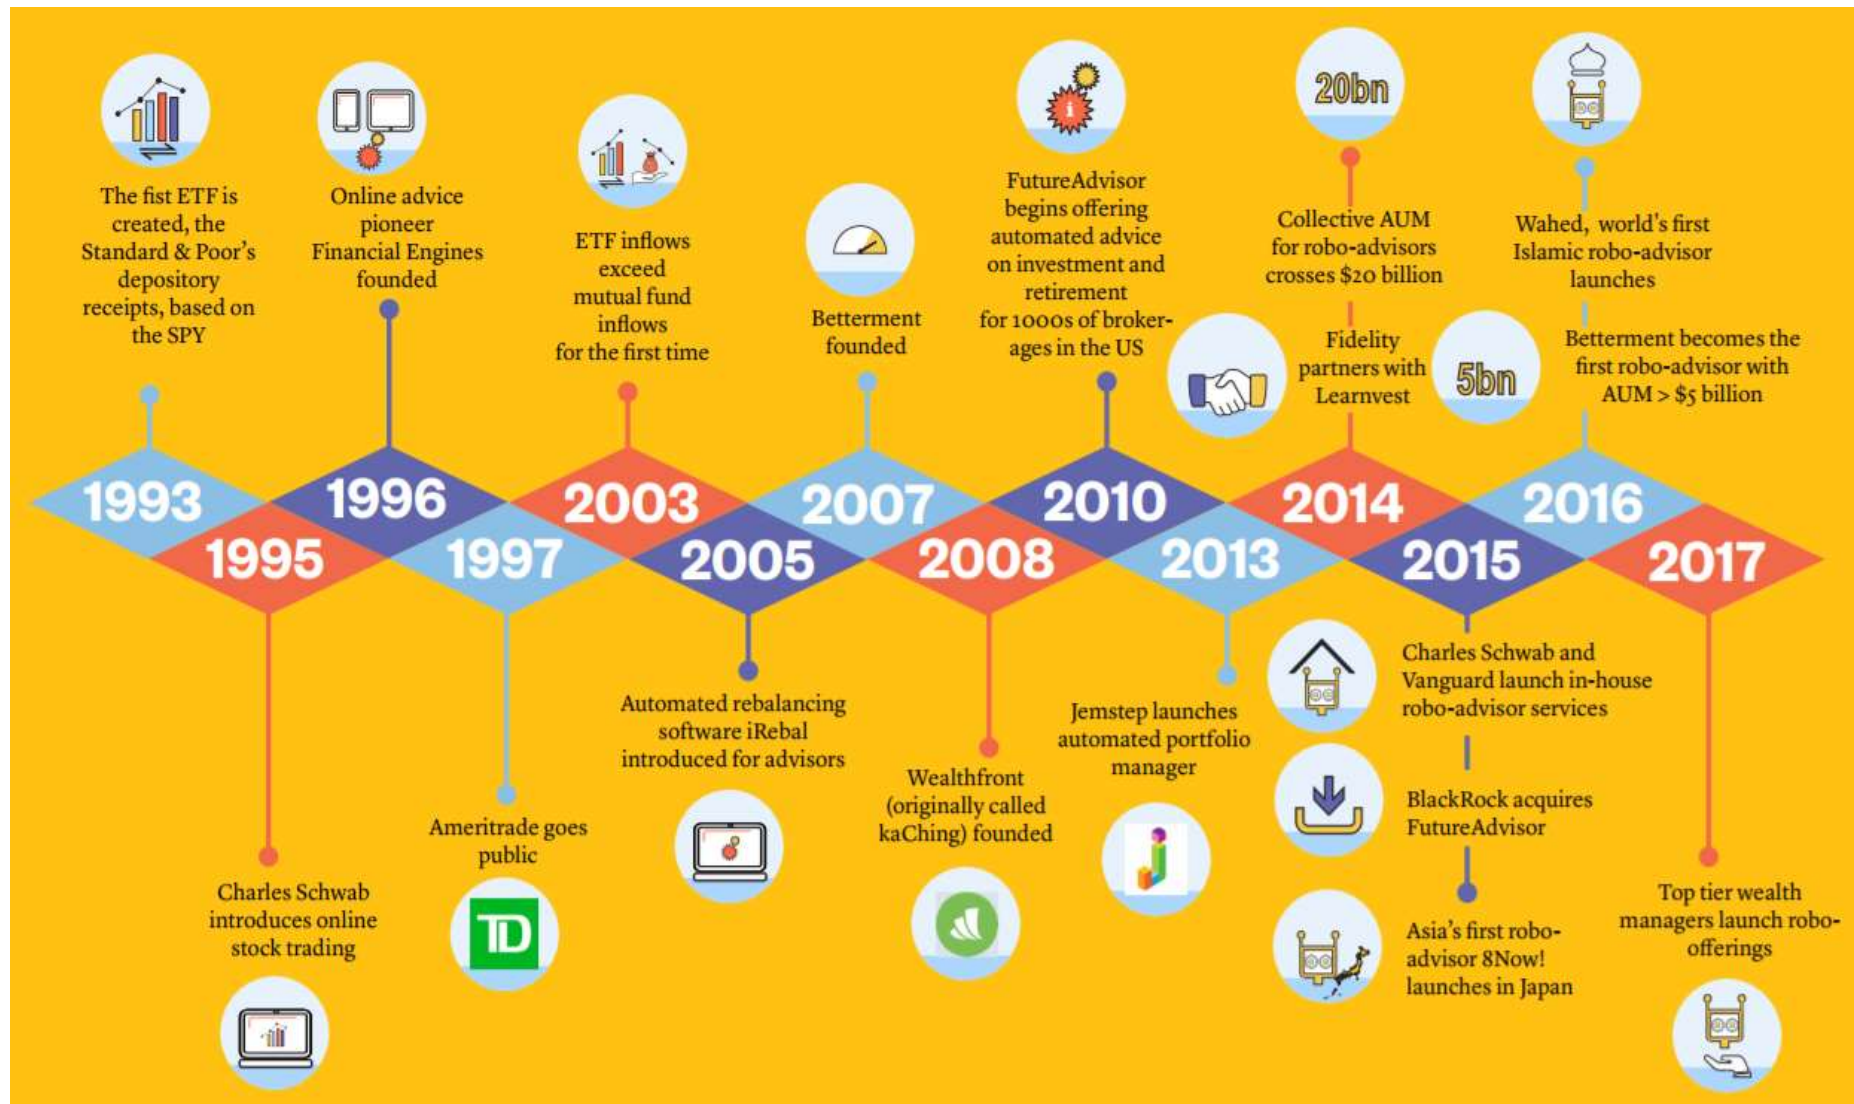 The fist ETF is
created, the
Standard & Poor's
depository
receipts, based on
the SPY
1993
Charles Schwab
introduces online
stock trading
1995
Online advice
pioneer
Financial Engines
founded
1996
Ameritrade goes
public
TD
1997
ETF inflows
exceed
mutual fund
inflows
for the first time
2003
Automated rebalancing
software iRebal
introduced for advisors
2005
Betterment
founded
2007
Wealthfront
(originally called
kaChing) founded
2008
i
FutureAdvisor
begins offering
automated advice
on investment and
retirement
for 1000s of broker-
ages in the US
2010
Jemstep launches
automated portfolio
manager
2013
20bn
Collective AUM
for robo-advisors
crosses $20 billion
Fidelity
partners with
Learnvest
2014
Charles Schwab and
Vanguard launch in-house
robo-advisor services
BlackRock acquires
FutureAdvisor
Asia's first robo-
advisor 8Now!
launches in Japan
2015
Wahed, world's first
Islamic robo-advisor
launches
5bn
Betterment becomes the
first robo-advisor with
AUM > $5 billion
2016
Top tier wealth
managers launch robo-
offerings
2017